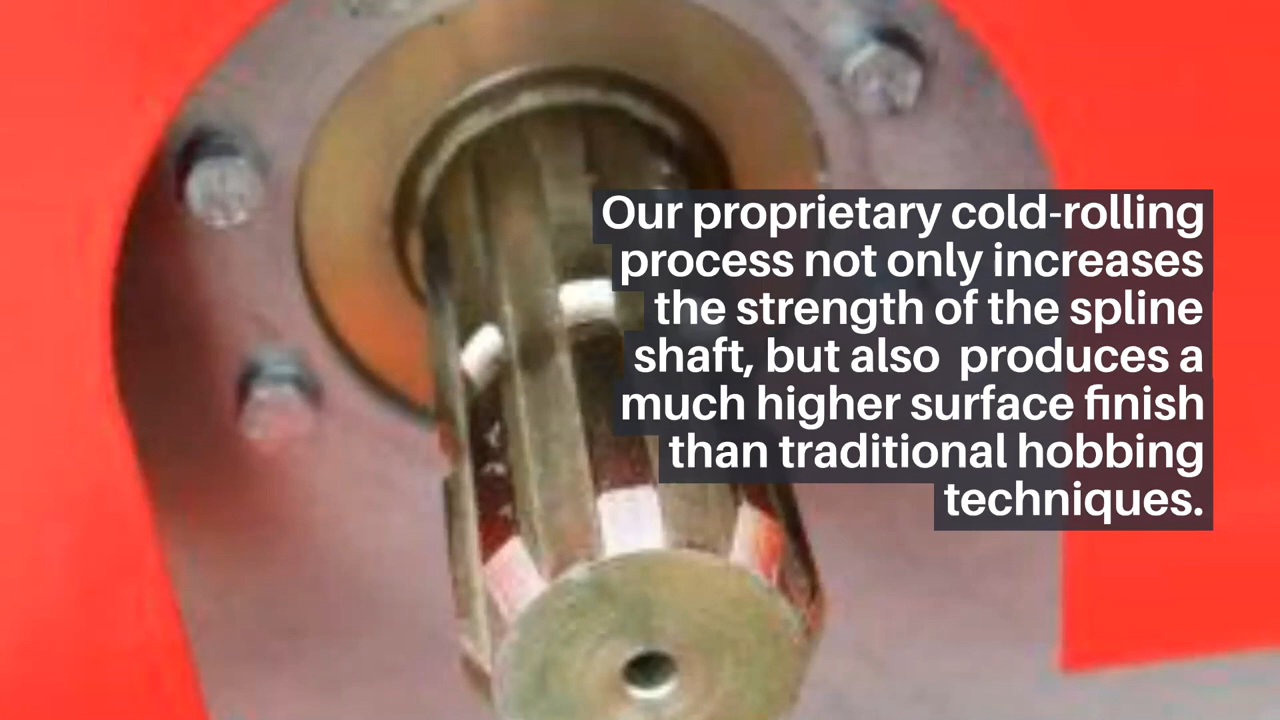 Our proprietary cold-rolling
process not only increases
the strength of the spline
shaft, but also  produces a
much higher surface finish
than traditional hobbing
techniques.